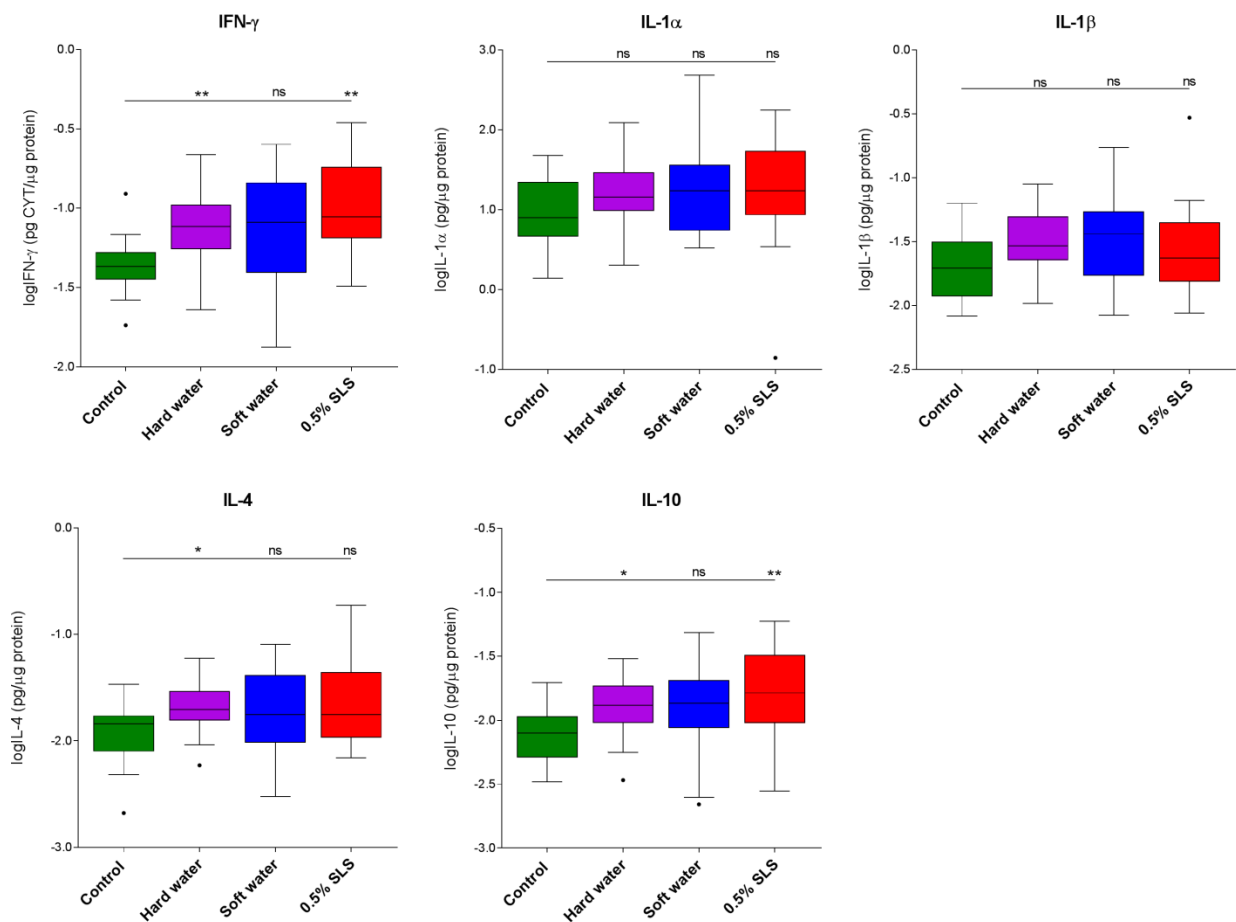 IFN-γ
0.0
-0.5
-1.0
-1.5
-2.0
logIFN-γ (pg CYT/μg protein)
** ns **
Control
Hard water
Soft water
0.5% SLS
IL-1α
3.0
2.0
1.0
0.0
-1.0
logIL-1α (pg/μg protein)
ns ns ns
Control
Hard water
Soft water
0.5% SLS
IL-1β
0.0
-0.5
-1.0
-1.5
-2.0
-2.5
logIL-1β (pg/μg protein)
ns ns ns
Control
Hard water
Soft water
0.5% SLS
IL-4
0.0
-1.0
-2.0
-3.0
logIL-4 (pg/μg protein)
* ns ns
Control
Hard water
Soft water
0.5% SLS
IL-10
-0.5
-1.0
-1.5
-2.0
-2.5
-3.0
logIL-10 (pg/μg protein)
* ns **
Control
Hard water
Soft water
0.5% SLS